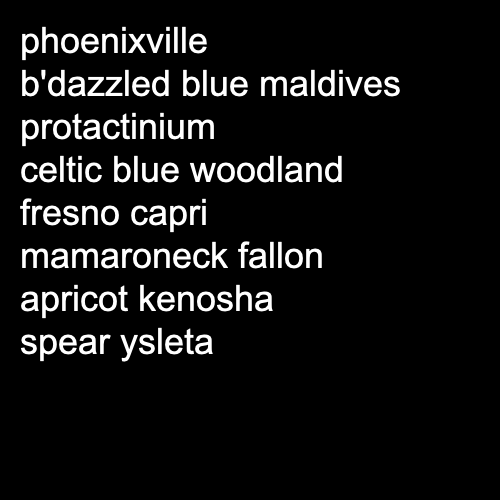 phoenixville
b'dazzled blue maldives
protactinium
celtic blue woodland
fresno capri
mamaroneck fallon
apricot kenosha
spear ysleta